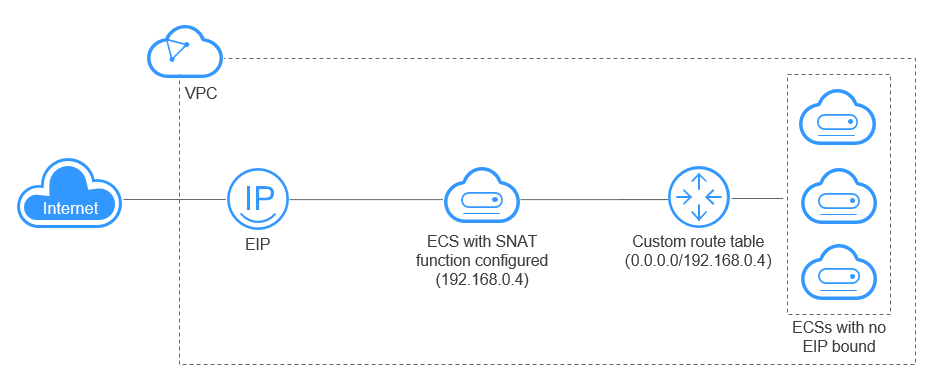 VPC
Internet
IP
EIP
ECS with SNAT
function configured
(192.168.0.4)
Custom route table
(0.0.0.0/192.168.0.4)
ECSs with no
EIP bound